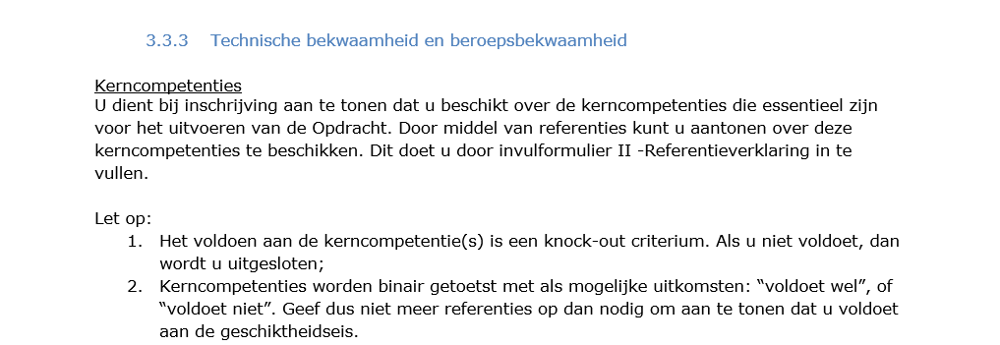 3.3.3 Technische bekwaamheid en beroepsbekwaamheid
Kerncompetenties
U dient bij inschrijving aan te tonen dat u beschikt over de kerncompetenties die essentieel zijn
voor het uitvoeren van de Opdracht. Door middel van referenties kunt u aantonen over deze
kerncompetenties te beschikken. Dit doet u door invulformulier II -Referentieverklaring in te
vullen.
Let op:
1. Het voldoen aan de kerncompetentie(s) is een knock-out criterium. Als u niet voldoet, dan
wordt u uitgesloten;
2. Kerncompetenties worden binair getoetst met als mogelijke uitkomsten: “voldoet wel”, of
“voldoet niet”. Geef dus niet meer referenties op dan nodig om aan te tonen dat u voldoet
aan de geschiktheidseis.